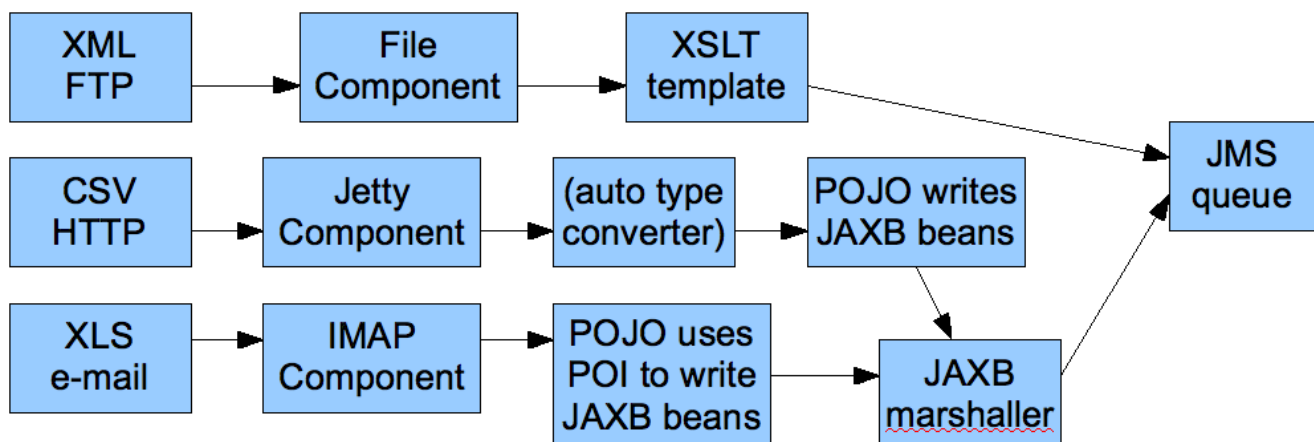 XML
FTP
File
Component
XSLT
template
JMS
queue
CSV
HTTP
Jetty
Component
(auto type
converter)
POJO writes
JAXB beans
XLS
e-mail
IMAP
Component
POJO uses
POI to write
JAXB beans
JAXB
marshaller